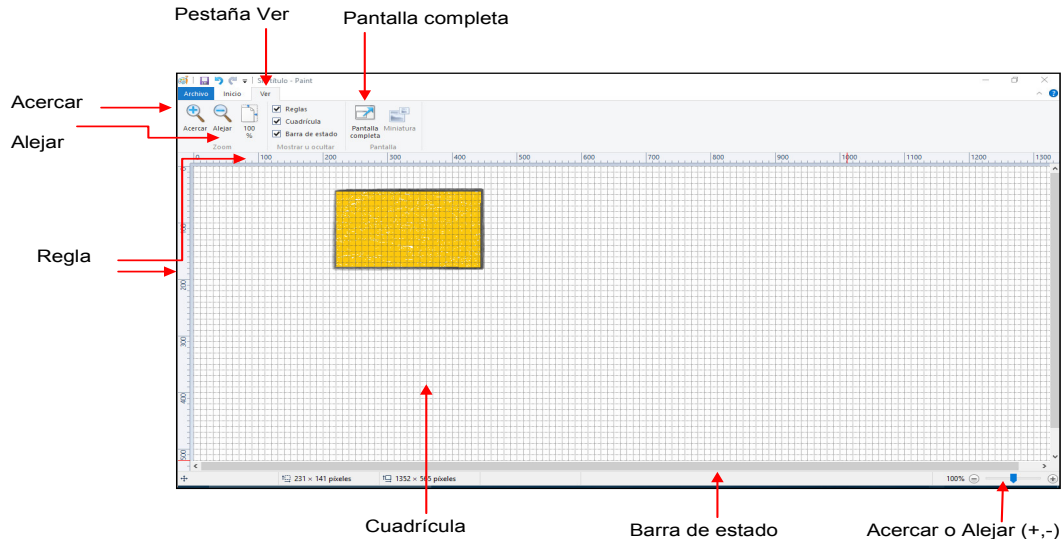 Pestaña Ver
Pantalla completa
Acercar
Alejar
Regla
Cuadrícula
Barra de estado
Acercar o Alejar (+,-)
título - Paint
Archivo Inicio Ver
Acercar Alejar 100 %
Zoom
Reglas
Cuadrícula
Barra de estado
Mostrar u ocultar
Pantalla completa Miniatura
Pantalla
0 100 200 300 400 500 600 700 800 900 1000 1100 1200 1300
0
100
200
300
400
500
231 × 141 píxeles
1352 × píxeles
100%